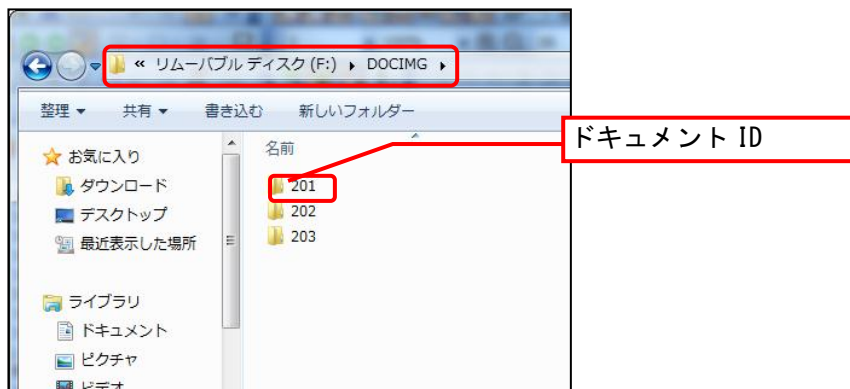 « リムーバブル ディスク (F:) ▸ DOCIMG ▸
整理 ▼ 共有 ▼ 書き込む 新しいフォルダー
お気に入り
ダウンロード
デスクトップ
最近表示した場所
ライブラリ
ドキュメント
ピクチャ
ビデオ
名前
201
202
203
ドキュメント ID